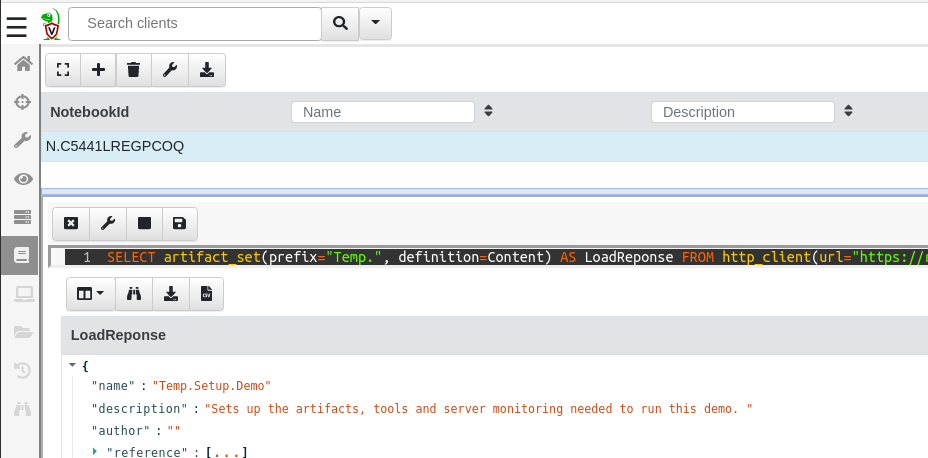 Search clients
NotebookId Name Description
N.C5441LREGPCOQ
1 SELECT artifact_set(prefix="Temp.", definition=Content) AS LoadReponse FROM http_client(url="https://
LoadReponse
{
"name" : "Temp.Setup.Demo"
"description" : "Sets up the artifacts, tools and server monitoring needed to run this demo. "
"author" : ""
"reference" : [...]